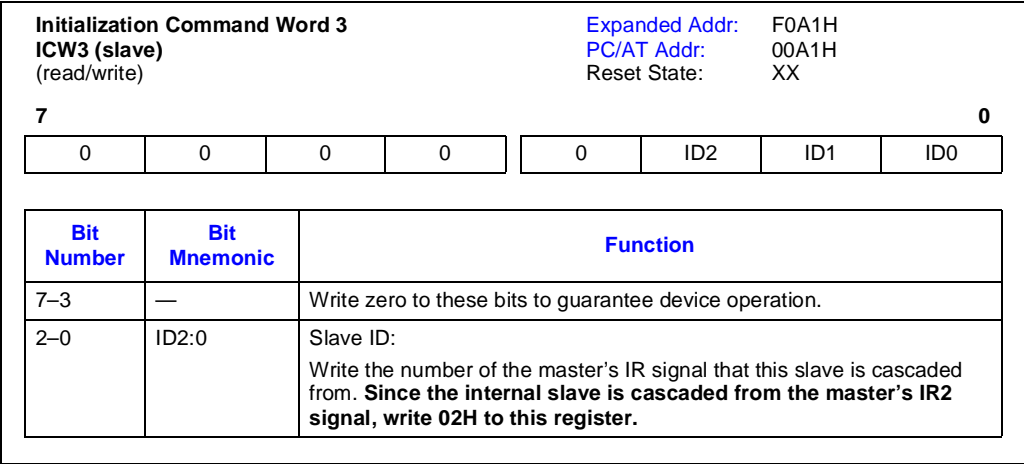 Initialization Command Word 3 Expanded Addr: F0A1H
ICW3 (slave) PC/AT Addr: 00A1H
(read/write) Reset State: XX
7 0
0 0 0 0 0 ID2 ID1 ID0
Bit Number Bit Mnemonic Function
7–3 — Write zero to these bits to guarantee device operation.
2–0 ID2:0 Slave ID:
Write the number of the master’s IR signal that this slave is cascaded
from. Since the internal slave is cascaded from the master’s IR2
signal, write 02H to this register.